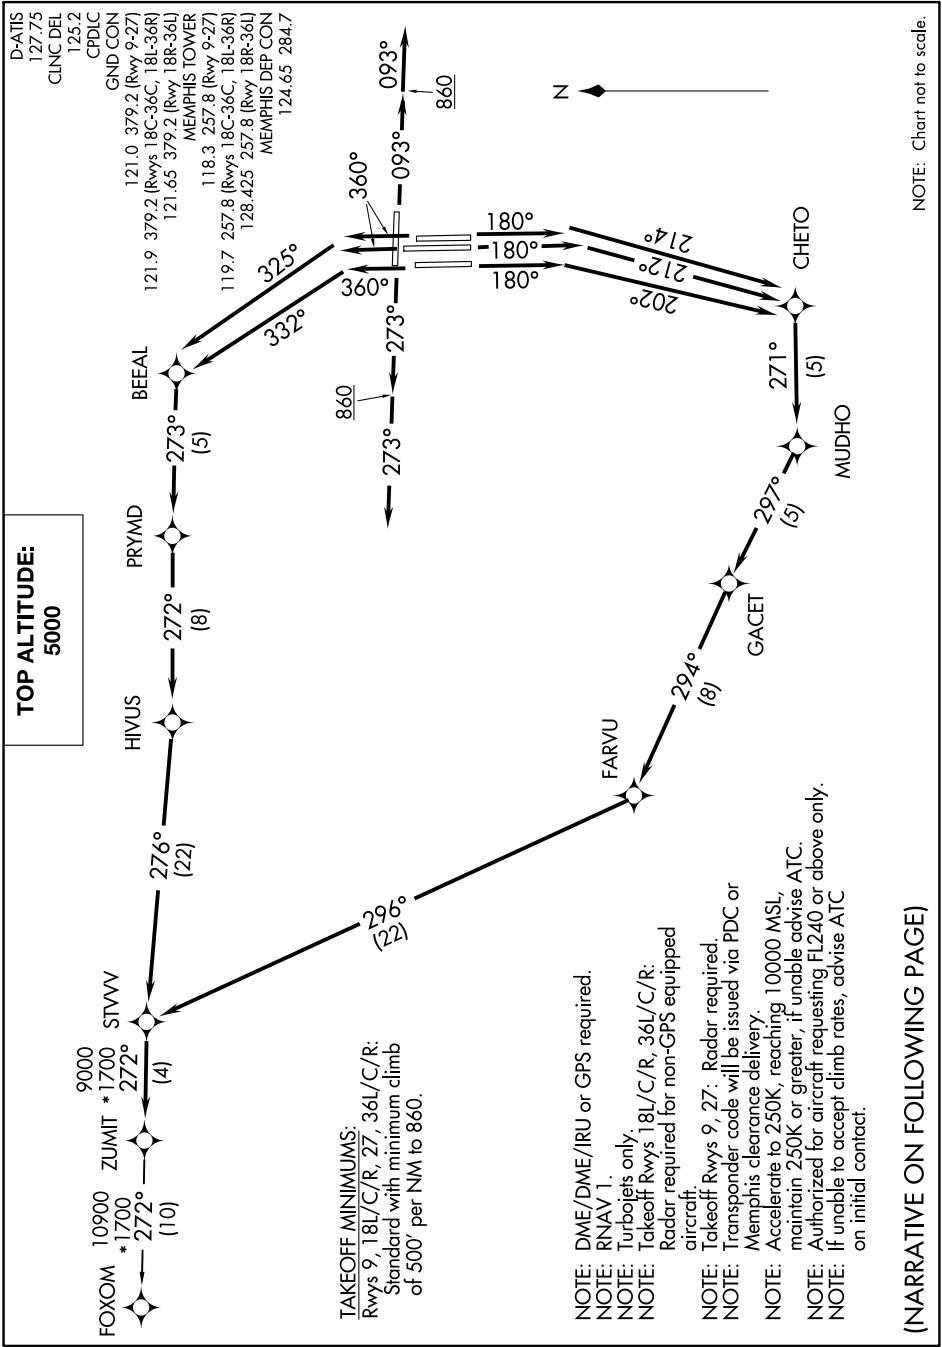 TOP ALTITUDE:
5000
D-ATIS
127.75
CLNC DEL
125.2
CPDLC
GND CON
121.0 379.2 (Rwy 9-27)
121.9 379.2 (Rwys 18C-36C, 18L-36R)
121.65 379.2 (Rwy 18R-36L)
MEMPHIS TOWER
118.3 257.8 (Rwy 9-27)
119.7 257.8 (Rwys 18C-36C, 18L-36R)
128.425 257.8 (Rwy 18R-36L)
MEMPHIS DEP CON
124.65 284.7
FOXOM
10900
*1700
272°
(10)
ZUMIT
9000
*1700
272°
(4)
STVVV
276°
(22)
HIVUS
272°
(8)
PRYMD
273°
(5)
BEEAL
325°
332°
360°
360°
273°
860
273°
093°
860
093°
N
180°
180°
180°
214°
212°
202°
CHETO
271°
(5)
MUDHO
297°
(5)
GACET
294°
(8)
FARVU
296°
(22)
TAKEOFF MINIMUMS:
Rwys 9, 18L/C/R, 27, 36L/C/R:
Standard with minimum climb
of 500' per NM to 860.
NOTE: DME/DME/IRU or GPS required.
NOTE: RNAV 1.
NOTE: Turbojets only.
NOTE: Takeoff Rwys 18L/C/R, 36L/C/R:
Radar required for non-GPS equipped
aircraft.
NOTE: Takeoff Rwys 9, 27: Radar required.
NOTE: Transponder code will be issued via PDC or
Memphis clearance delivery.
NOTE: Accelerate to 250K, reaching 10000 MSL,
maintain 250K or greater, if unable advise ATC.
NOTE: Authorized for aircraft requesting FL240 or above only.
NOTE: If unable to accept climb rates, advise ATC
on initial contact.
(NARRATIVE ON FOLLOWING PAGE)
NOTE: Chart not to scale.